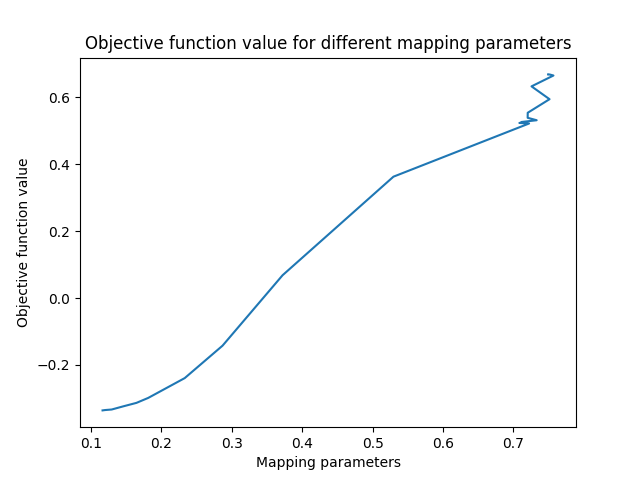 Objective function value for different mapping parameters
Objective function value
0.6
0.4
0.2
0.0
−0.2
0.1 0.2 0.3 0.4 0.5 0.6 0.7
Mapping parameters